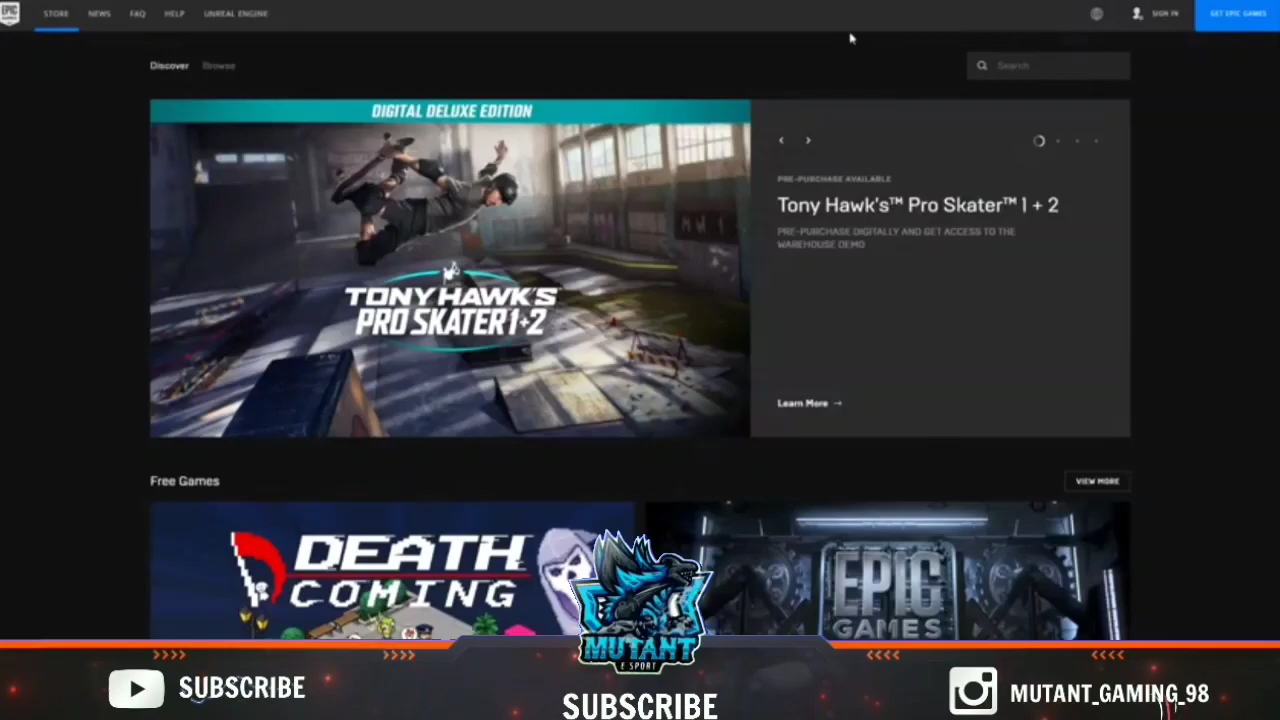 EPIC GAMES
STORE
NEWS
FAQ
HELP
UNREAL ENGINE
SIGN IN
GET EPIC GAMES
Discover
Browse
Search
DIGITAL DELUXE EDITION
TONY HAWK'S
PRO SKATER 1+2
PRE-PURCHASE AVAILABLE
Tony Hawk's™ Pro Skater™ 1 + 2
PRE-PURCHASE DIGITALLY AND GET ACCESS TO THE
WAREHOUSE DEMO
Learn More →
Free Games
VIEW MORE
DEATH
COMING
EPIC
GAMES
MUTANT
E SPORT
SUBSCRIBE
SUBSCRIBE
MUTANT_GAMING_98